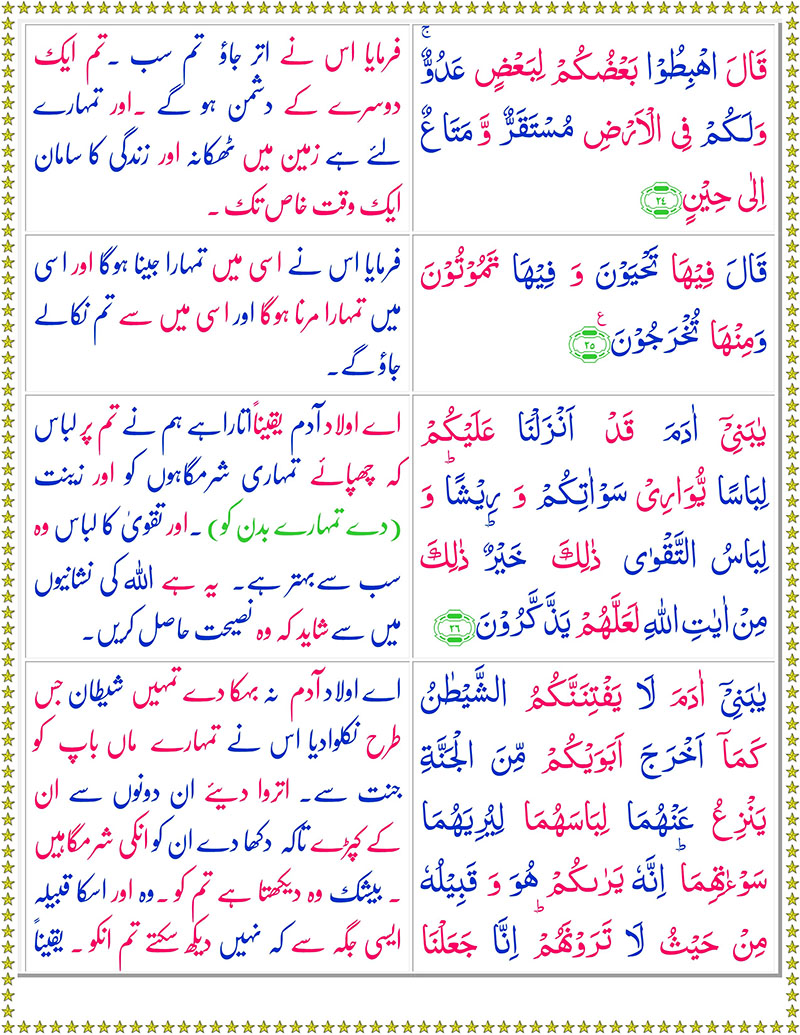 قَالَ اهْبِطُوْا بَعْضُكُمْ لِبَعْضٍ عَدُوٌّ ۚ
وَلَكُمْ فِى الْاَرْضِ مُسْتَقَرٌّ وَّ مَتَاعٌ
اِلٰى حِيْنٍ ٢٤
فرمایا اس نے اتر جاؤ تم سب ۔ تم ایک
دوسرے کے دشمن ہو گے ۔ اور تمہارے
لئے ہے زمین میں ٹھکانہ اور زندگی کا سامان
ایک وقت خاص تک ۔
قَالَ فِيْهَا تَحْيَوْنَ وَ فِيْهَا تَمُوْتُوْنَ
وَمِنْهَا تُخْرَجُوْنَ ع ٢٥
فرمایا اس نے اسی میں تمہارا جینا ہوگا اور اسی
میں تمہارا مرنا ہوگا اور اسی میں سے تم نکالے
جاؤ گے ۔
يٰبَنِىْٓ اٰدَمَ قَدْ اَنْزَلْنَا عَلَيْكُمْ
لِبَاسًا يُّوَارِىْ سَوْاٰتِكُمْ وَ رِيْشًا ؕ وَ
لِبَاسُ التَّقْوٰى ۙ ذٰلِكَ خَيْرٌ ؕ ذٰلِكَ
مِنْ اٰيٰتِ اللّٰهِ لَعَلَّهُمْ يَذَّكَّرُوْنَ ٢٦
اے اولاد آدم یقیناً اتارا ہے ہم نے تم پر لباس
کہ چھپائے تمہاری شرمگاہوں کو اور زینت
(دے تمہارے بدن کو) ۔ اور تقویٰ کا لباس وہ
سب سے بہتر ہے ۔ یہ ہے اللہ کی نشانیوں
میں سے شاید کہ وہ نصیحت حاصل کریں ۔
يٰبَنِىْٓ اٰدَمَ لَا يَفْتِنَنَّكُمُ الشَّيْطٰنُ
كَمَاۤ اَخْرَجَ اَبَوَيْكُمْ مِّنَ الْجَنَّةِ
يَنْزِعُ عَنْهُمَا لِبَاسَهُمَا لِيُرِيَهُمَا
سَوْءٰتِهِمَا ؕ اِنَّهٗ يَرٰٮكُمْ هُوَ وَ قَبِيْلُهٗ
مِنْ حَيْثُ لَا تَرَوْنَهُمْ ؕ اِنَّا جَعَلْنَا
اے اولاد آدم نہ بہکا دے تمہیں شیطان جس
طرح نکلوا دیا اس نے تمہارے ماں باپ کو
جنت سے ۔ اتروا دیئے ان دونوں سے ان
کے کپڑے تاکہ دکھا دے ان کو انکی شرمگاہیں
۔ بیشک وہ دیکھتا ہے تم کو ۔ وہ اور اسکا قبیلہ
ایسی جگہ سے کہ نہیں دیکھ سکتے تم انکو ۔ یقیناً